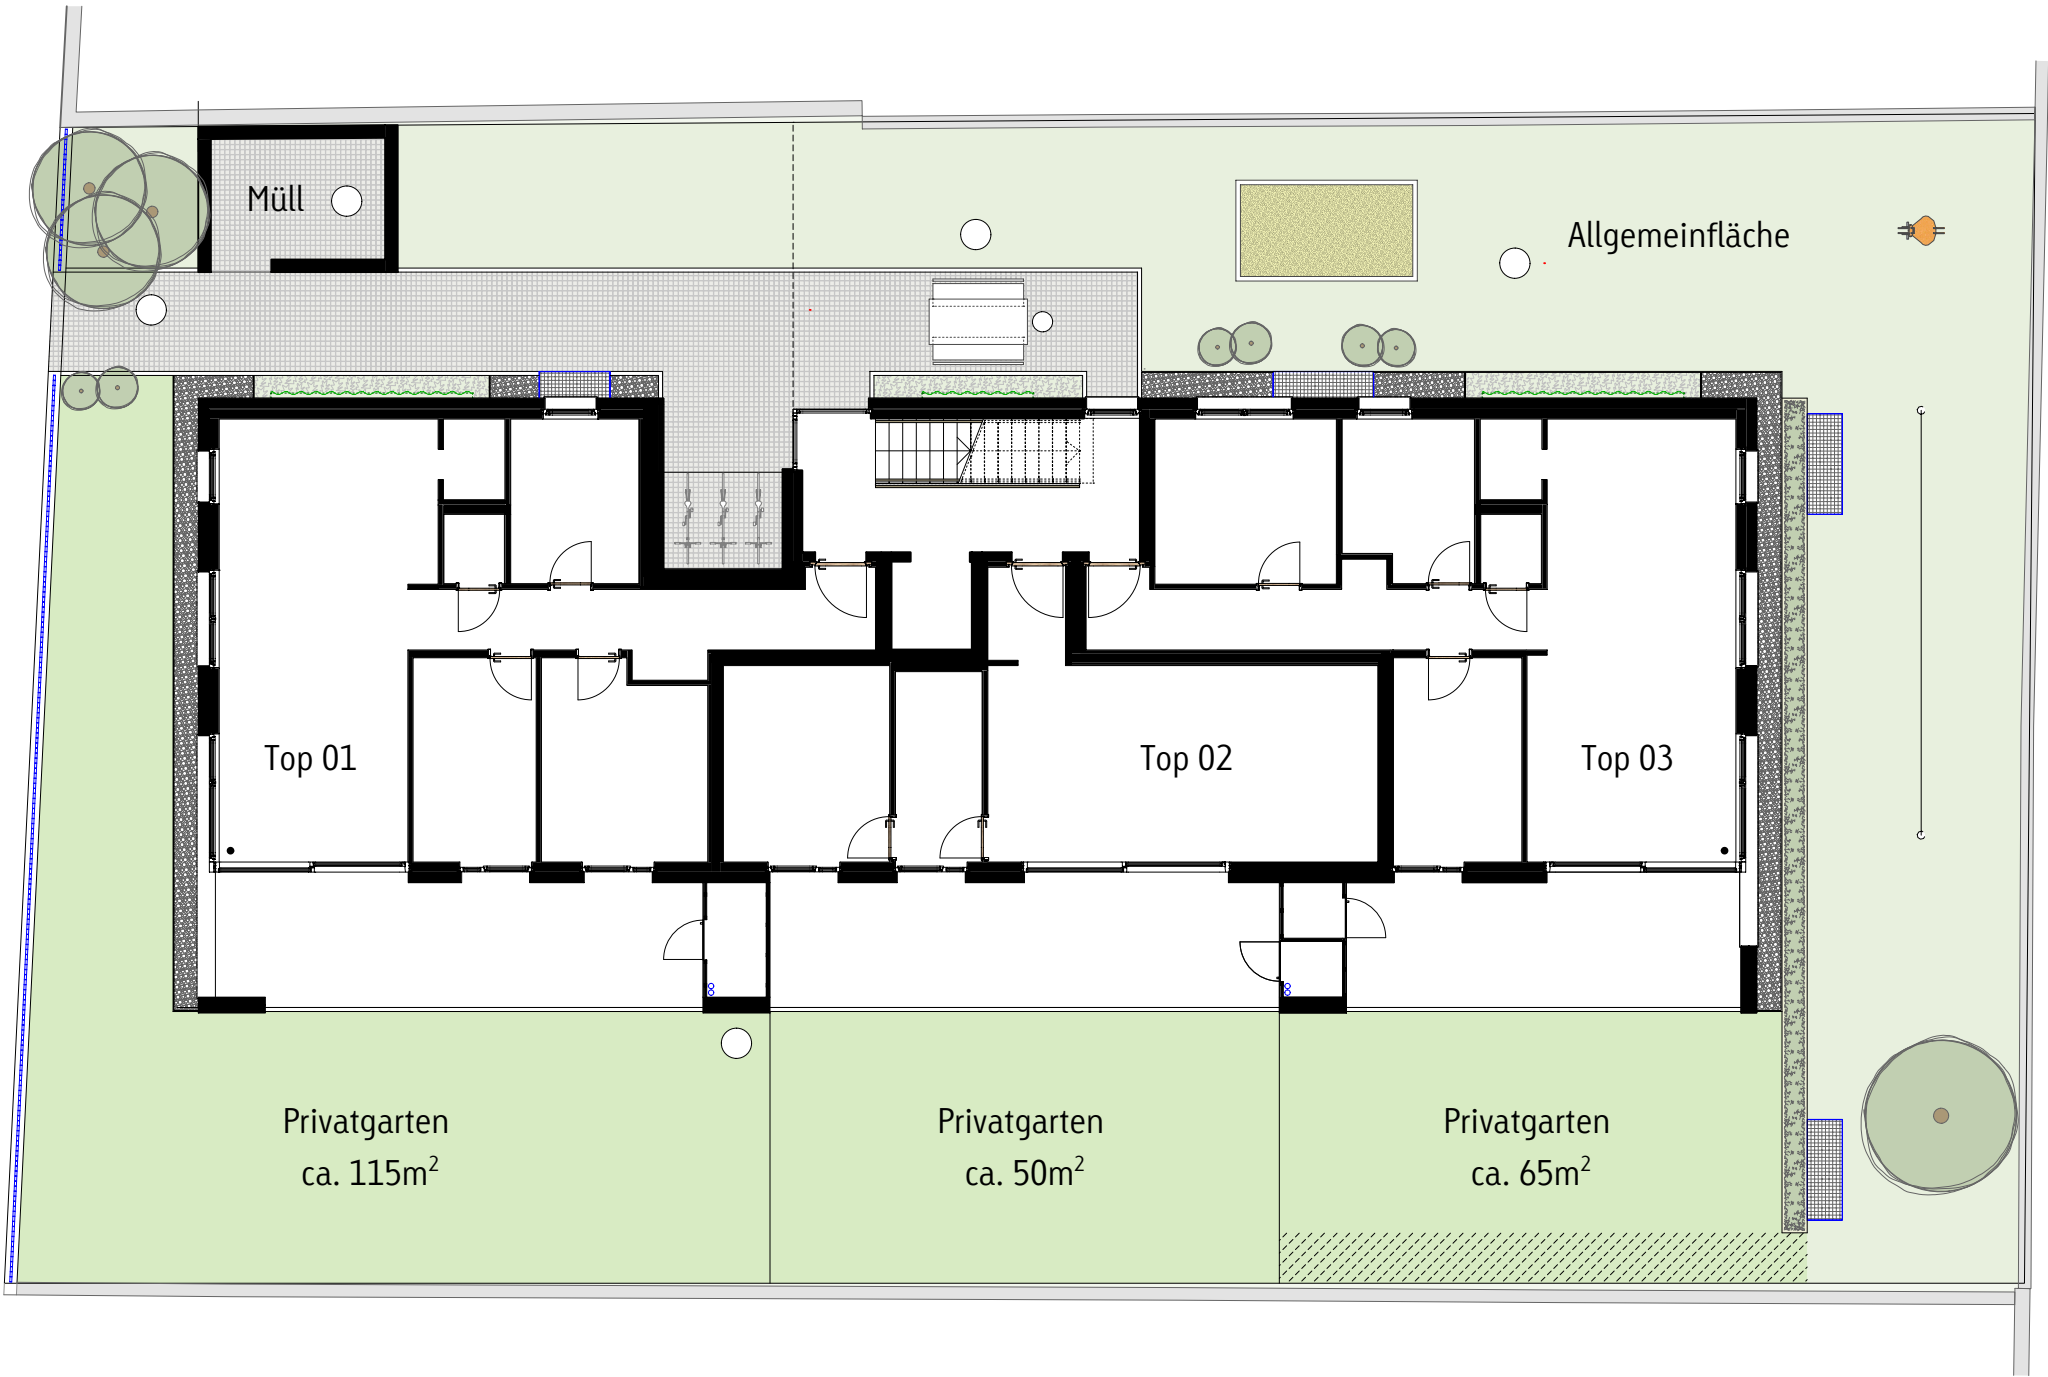 Müll
Allgemeinfläche
Top 01
Top 02
Top 03
Privatgarten
ca. 115m²
Privatgarten
ca. 50m²
Privatgarten
ca. 65m²